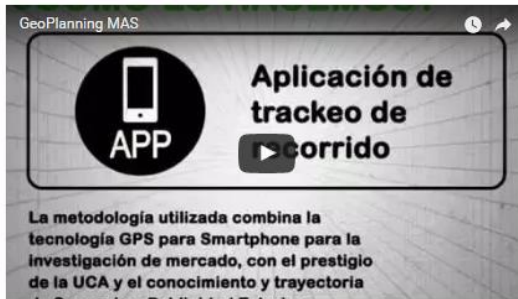 GeoPlanning MAS
Aplicación de
trackeo de
recorrido
APP
La metodología utilizada combina la
tecnología GPS para Smartphone para la
investigación de mercado, con el prestigio
de la UCA y el conocimiento y trayectoria